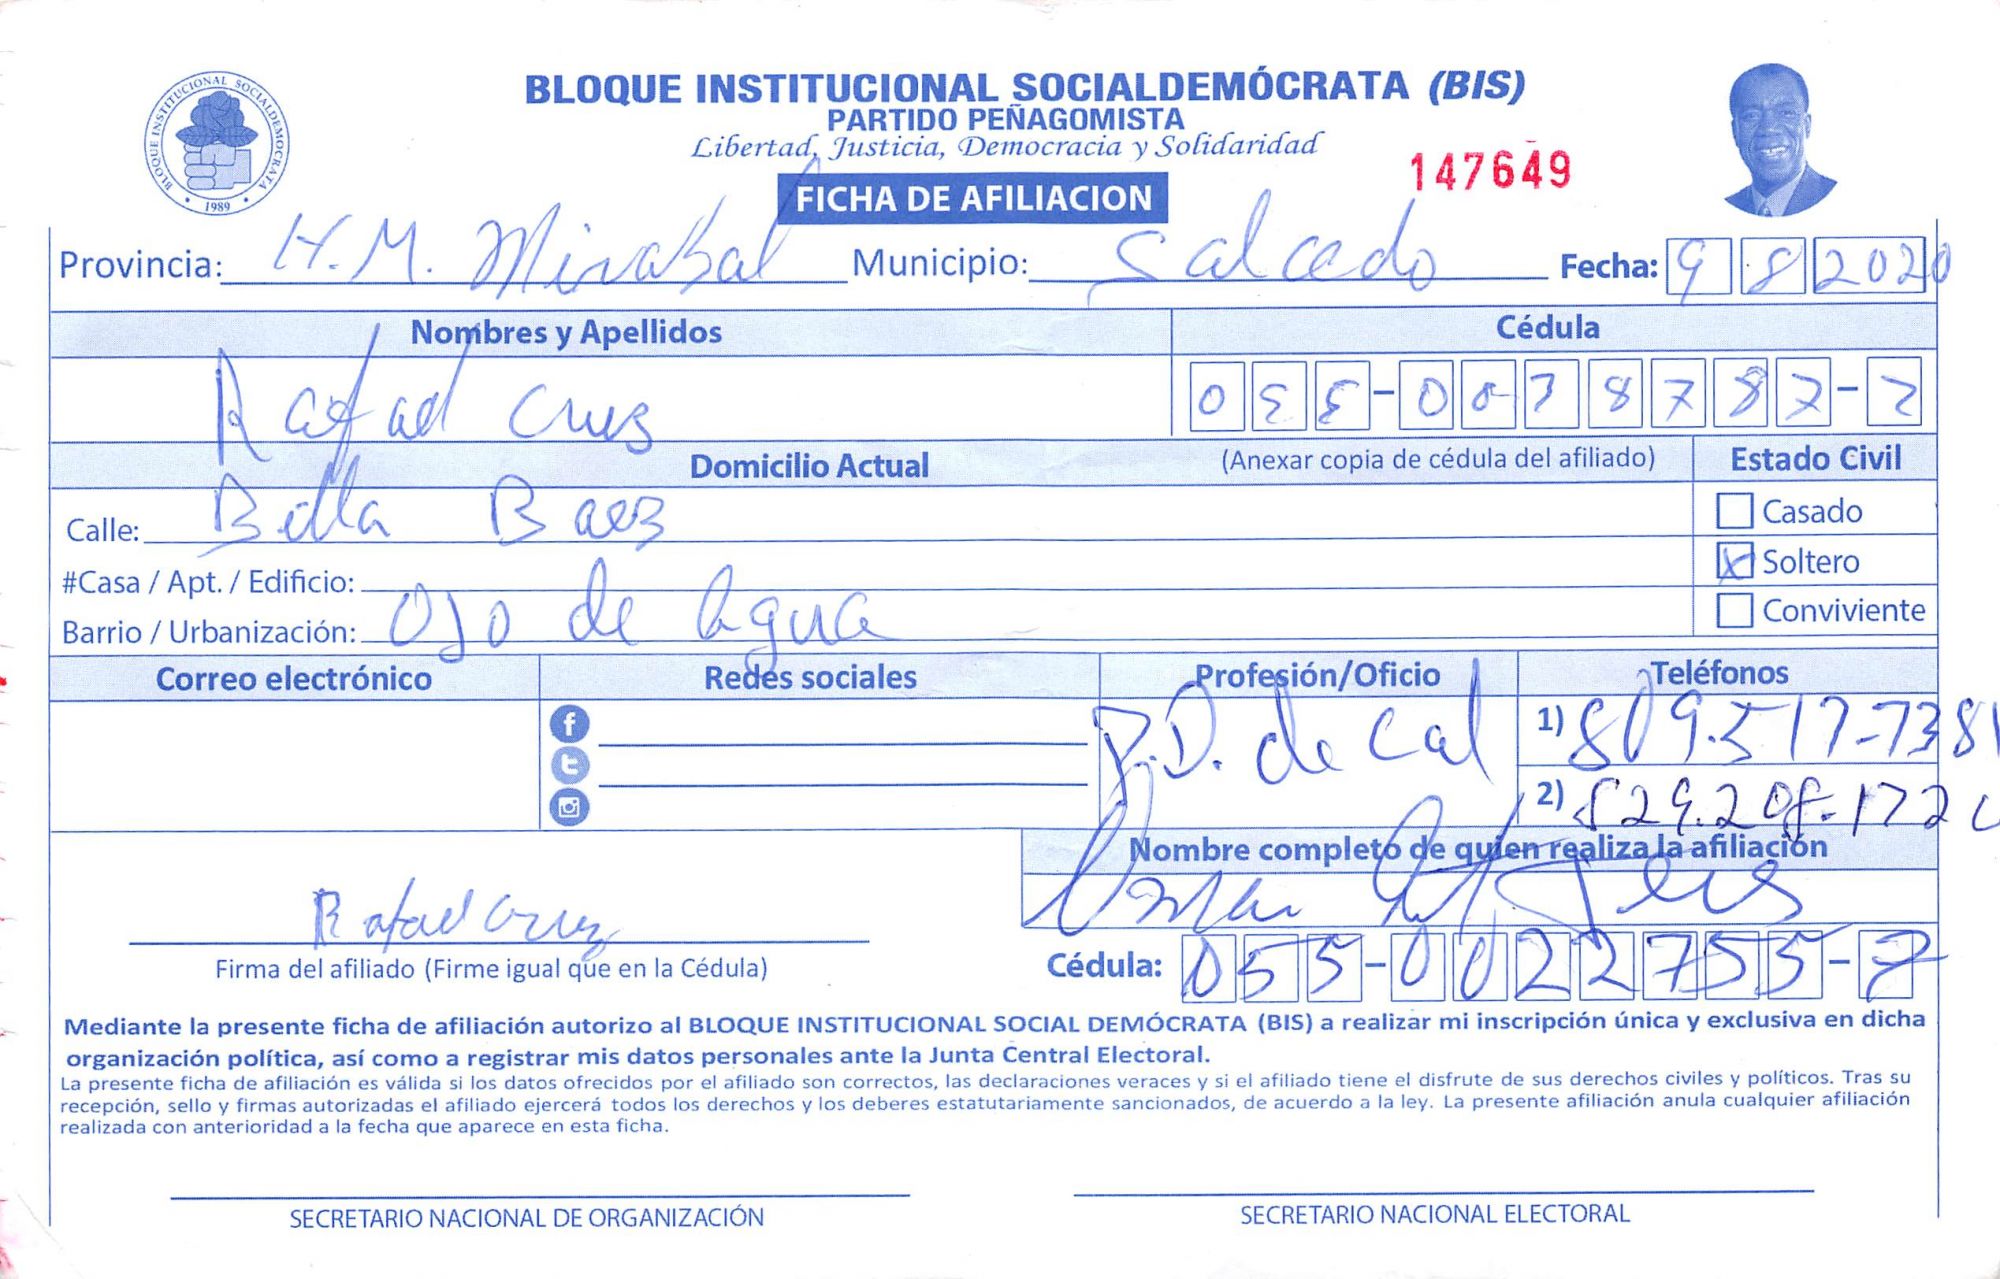 BLOQUE INSTITUCIONAL SOCIALDEMÓCRATA (BIS)
PARTIDO PEÑAGOMISTA
Libertad, Justicia, Democracia y Solidaridad
147649
FICHA DE AFILIACION
BLOQUE INSTITUCIONAL SOCIALDEMOCRATA
1989
Provincia: H.M. Mirabal Municipio: Salcedo Fecha: 9 8 2020
Nombres y Apellidos Cédula
Rafael Cruz
Domicilio Actual (Anexar copia de cédula del afiliado) Estado Civil
Calle: Bella Baez
Casado
#Casa / Apt. / Edificio:
X Soltero
Barrio / Urbanización: Ojo de Agua
Conviviente
Correo electrónico Redes sociales Profesión/Oficio Teléfonos
de Cal
1) 809-517-7381
2) 829.208-172
Nombre completo de quien realiza la afiliación
Rafael Cruz
Firma del afiliado (Firme igual que en la Cédula)
Cédula: 055-0022755-7
Mediante la presente ficha de afiliación autorizo al BLOQUE INSTITUCIONAL SOCIAL DEMÓCRATA (BIS) a realizar mi inscripción única y exclusiva en dicha
organización política, así como a registrar mis datos personales ante la Junta Central Electoral.
La presente ficha de afiliación es válida si los datos ofrecidos por el afiliado son correctos, las declaraciones veraces y si el afiliado tiene el disfrute de sus derechos civiles y políticos. Tras su
recepción, sello y firmas autorizadas el afiliado ejercerá todos los derechos y los deberes estatutariamente sancionados, de acuerdo a la ley. La presente afiliación anula cualquier afiliación
realizada con anterioridad a la fecha que aparece en esta ficha.
SECRETARIO NACIONAL DE ORGANIZACIÓN
SECRETARIO NACIONAL ELECTORAL